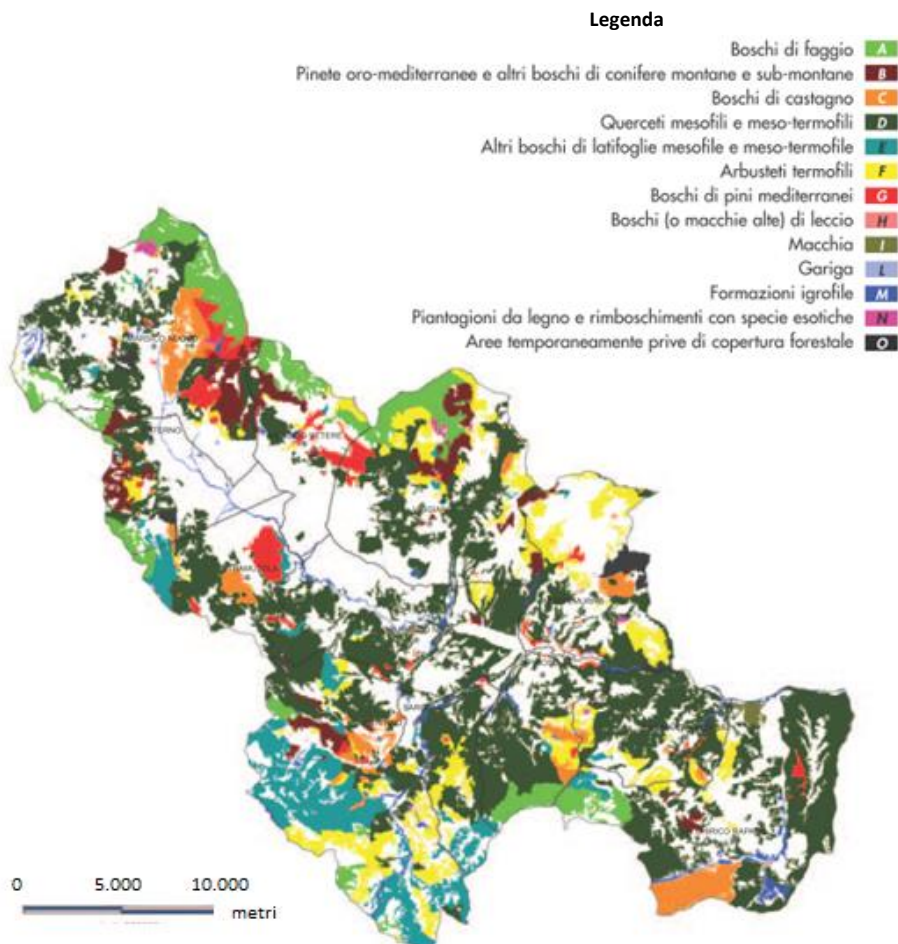 Legenda
Boschi di faggio A
Pinete oro-mediterranee e altri boschi di conifere montane e sub-montane B
Boschi di castagno C
Querceti mesofili e meso-termofili D
Altri boschi di latifoglie mesofile e meso-termofile E
Arbusteti termofili F
Boschi di pini mediterranei G
Boschi (o macchie alte) di leccio H
Macchia I
Gariga L
Formazioni igrofile M
Piantagioni da legno e rimboschimenti con specie esotiche N
Aree temporaneamente prive di copertura forestale O
MARSICO NUOVO
0 5.000 10.000
metri